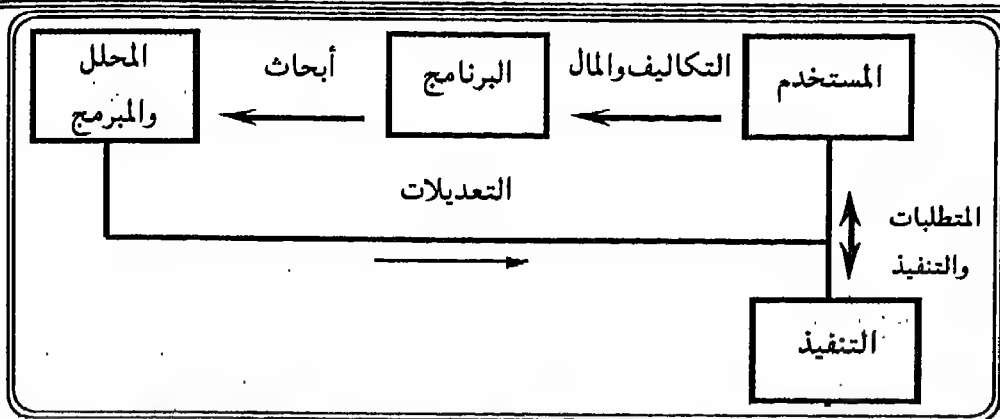 المستخدم
التكاليف والمال
البرنامج
أبحاث
المحلل
والمبرمج
التعديلات
المتطلبات
والتنفيذ
التنفيذ